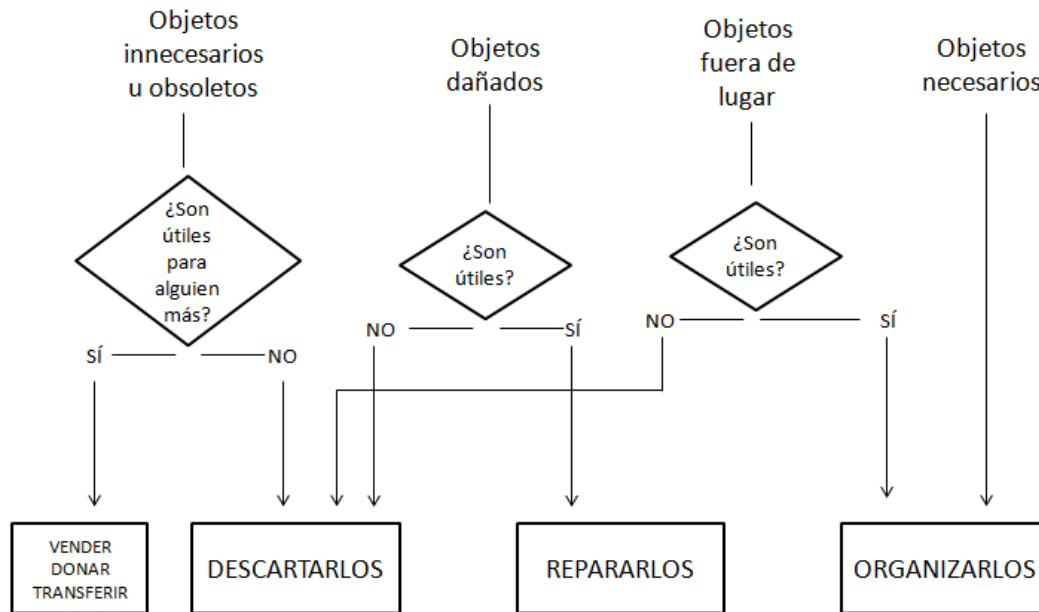 Objetos
innecesarios
u obsoletos
Objetos
dañados
Objetos
fuera de
lugar
Objetos
necesarios
¿Son
útiles
para
alguien
más?
¿Son
útiles?
¿Son
útiles?
SÍ
NO
NO
SÍ
NO
SÍ
VENDER
DONAR
TRANSFERIR
DESCARTARLOS
REPARARLOS
ORGANIZARLOS